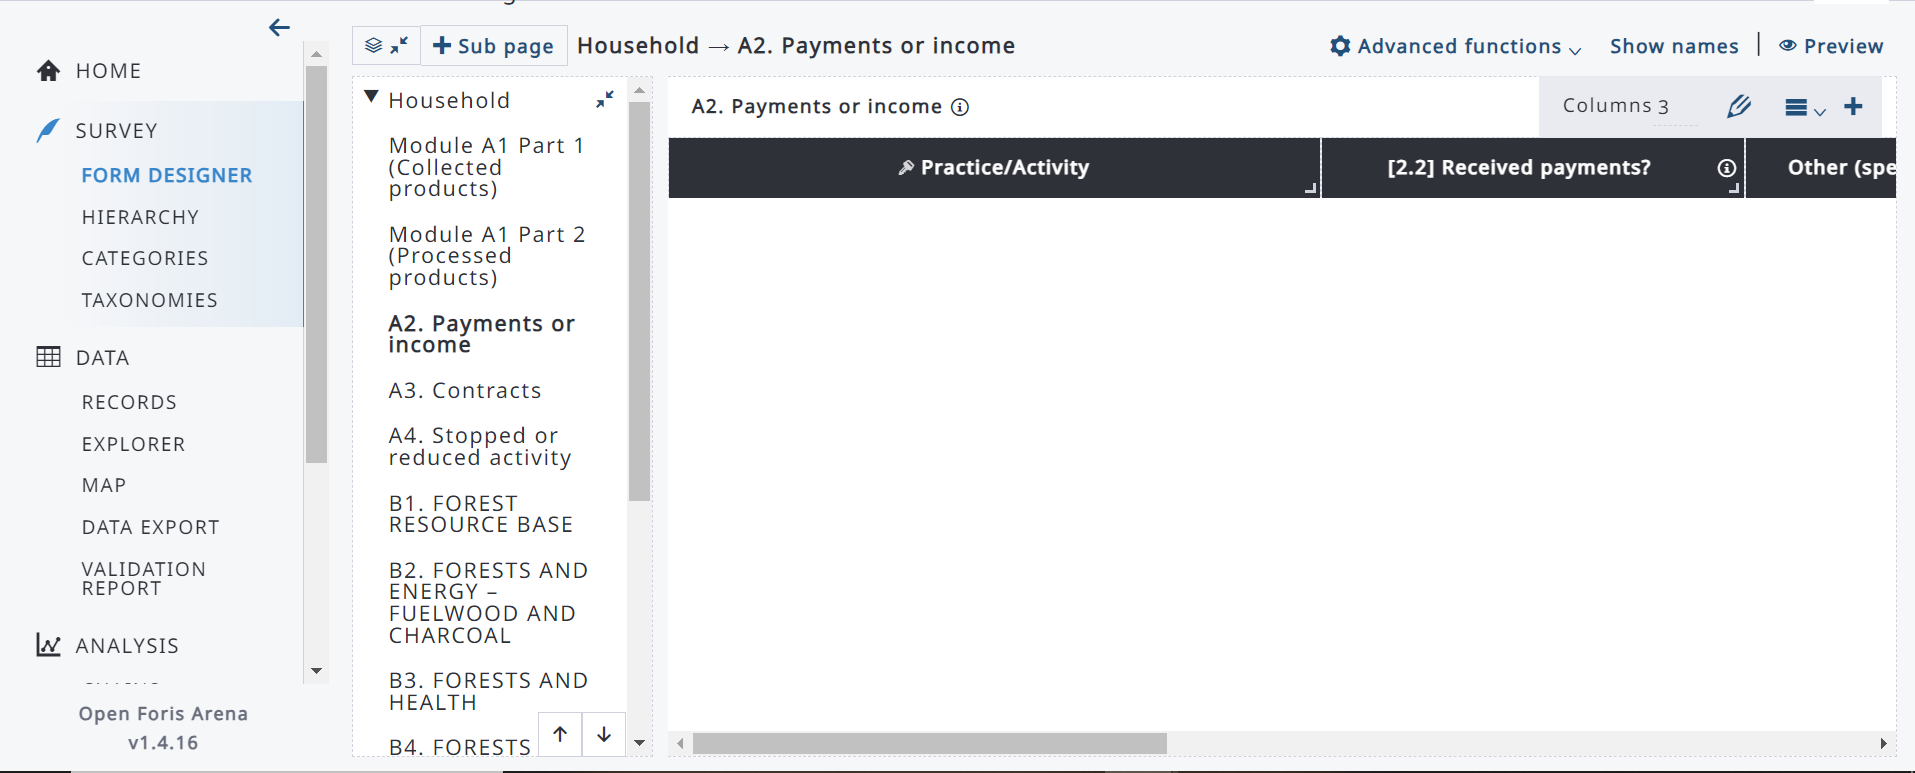 HOME
SURVEY
FORM DESIGNER
HIERARCHY
CATEGORIES
TAXONOMIES
DATA
RECORDS
EXPLORER
MAP
DATA EXPORT
VALIDATION
REPORT
ANALYSIS
Open Foris Arena
v1.4.16
Sub page
Household → A2. Payments or income
Advanced functions
Show names
Preview
Household
Module A1 Part 1
(Collected
products)
Module A1 Part 2
(Processed
products)
A2. Payments or
income
A3. Contracts
A4. Stopped or
reduced activity
B1. FOREST
RESOURCE BASE
B2. FORESTS AND
ENERGY –
FUELWOOD AND
CHARCOAL
B3. FORESTS AND
HEALTH
B4. FORESTS
A2. Payments or income
Columns 3
Practice/Activity
[2.2] Received payments?
Other (spe